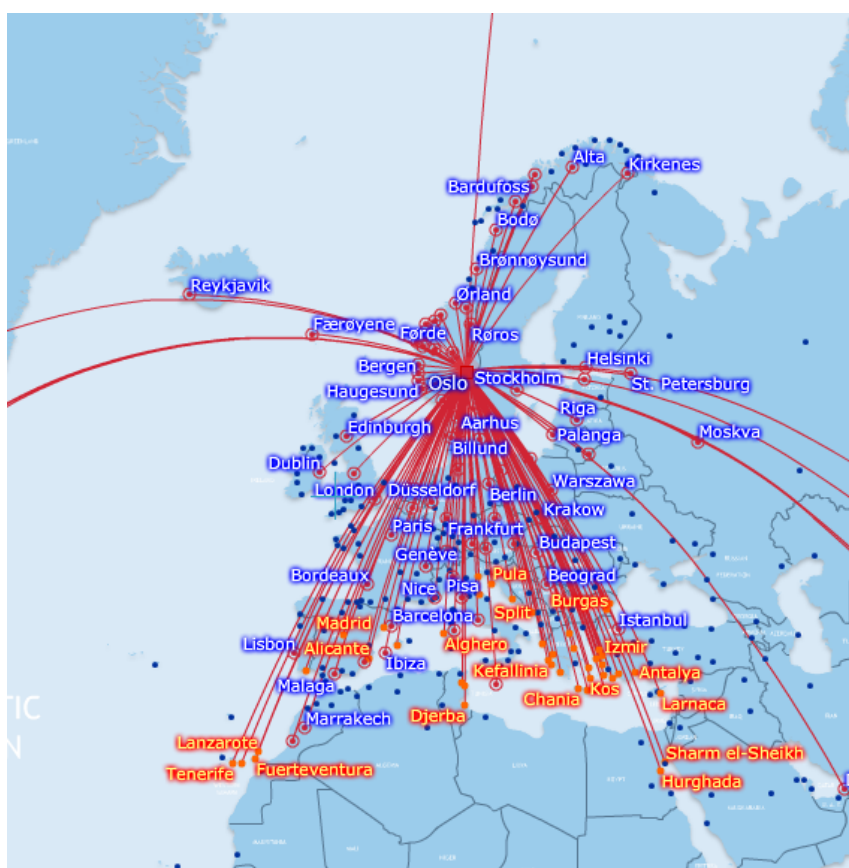 Alta
Kirkenes
Bardufoss
Bodø
Brønnøysund
Reykjavik
Ørland
Færøyene
Førde
Røros
Bergen
Helsinki
Oslo
Stockholm
St. Petersburg
Haugesund
Riga
Edinburgh
Aarhus
Palanga
Moskva
Billund
Dublin
London
Düsseldorf
Berlin
Warszawa
Krakow
Paris
Frankfurt
Budapest
Genève
Bordeaux
Nice
Pisa
Pula
Beograd
Burgas
Madrid
Barcelona
Split
Istanbul
Lisbon
Alicante
Alghero
Izmir
Ibiza
Kefallinia
Antalya
Malaga
Chania
Kos
Larnaca
Djerba
Marrakech
Lanzarote
Sharm el-Sheikh
Tenerife
Fuerteventura
Hurghada
TIC
N